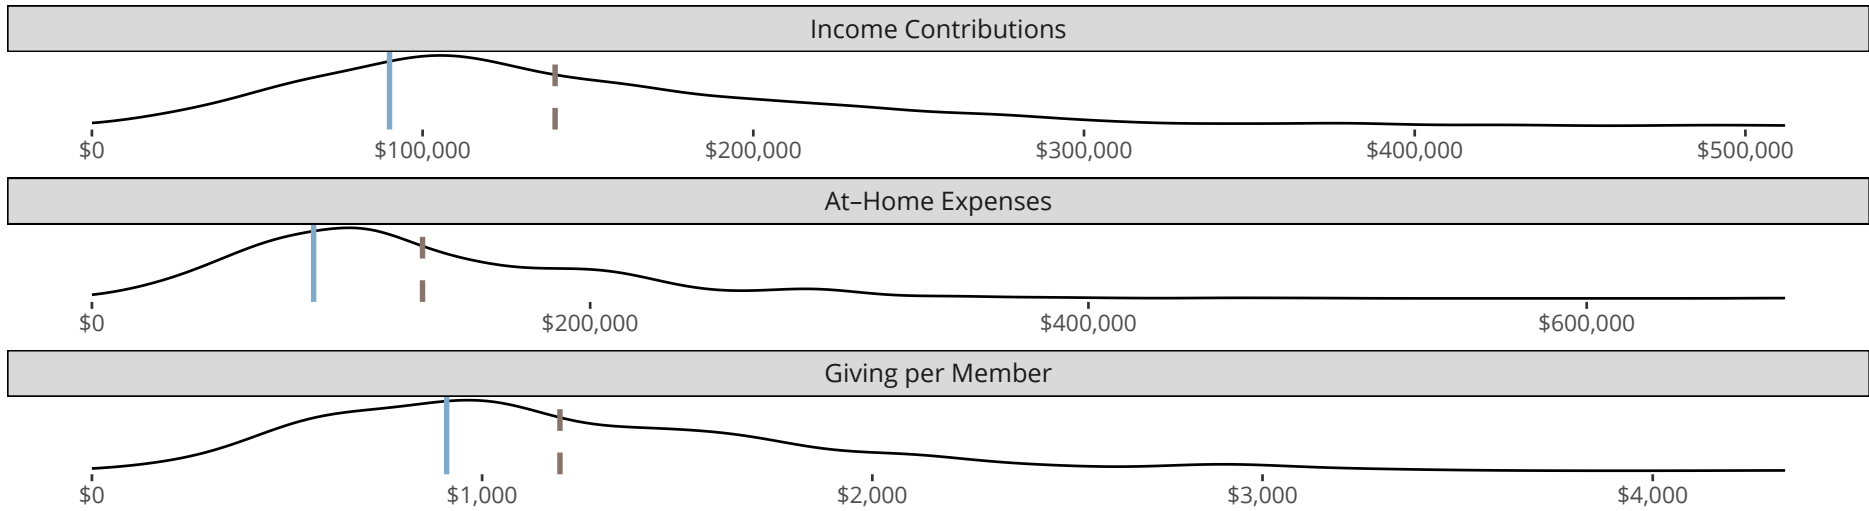 Income Contributions
$0 $100,000 $200,000 $300,000 $400,000 $500,000
At–Home Expenses
$0 $200,000 $400,000 $600,000
Giving per Member
$0 $1,000 $2,000 $3,000 $4,000